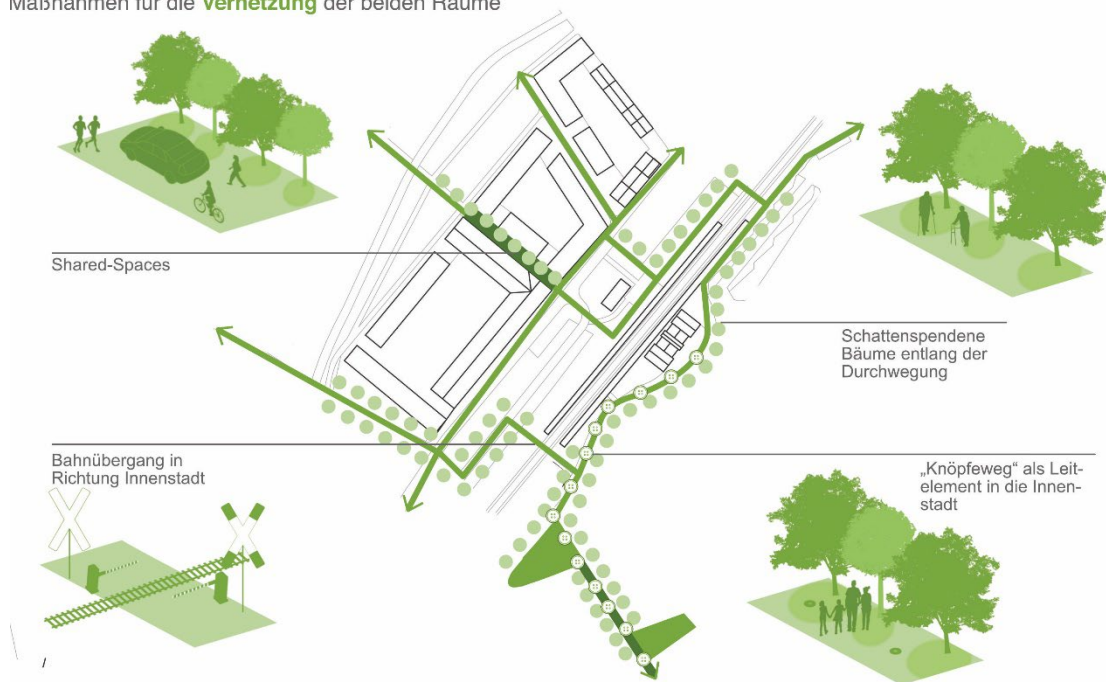 Maßnahmen für die Vernetzung der beiden Räume
Shared-Spaces
Schattenspendene
Bäume entlang der
Durchwegung
Bahnübergang in
Richtung Innenstadt
„Knöpfeweg“ als Leit-
element in die Innen-
stadt
/